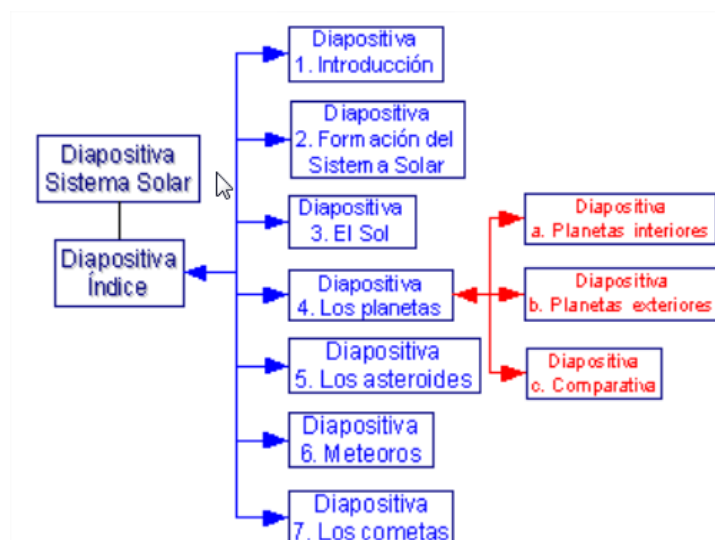 Diapositiva
Sistema Solar
Diapositiva
Índice
Diapositiva
1. Introducción
Diapositiva
2. Formación del
Sistema Solar
Diapositiva
3. El Sol
Diapositiva
4. Los planetas
Diapositiva
5. Los asteroides
Diapositiva
6. Meteoros
Diapositiva
7. Los cometas
Diapositiva
a. Planetas interiores
Diapositiva
b. Planetas exteriores
Diapositiva
c. Comparativa